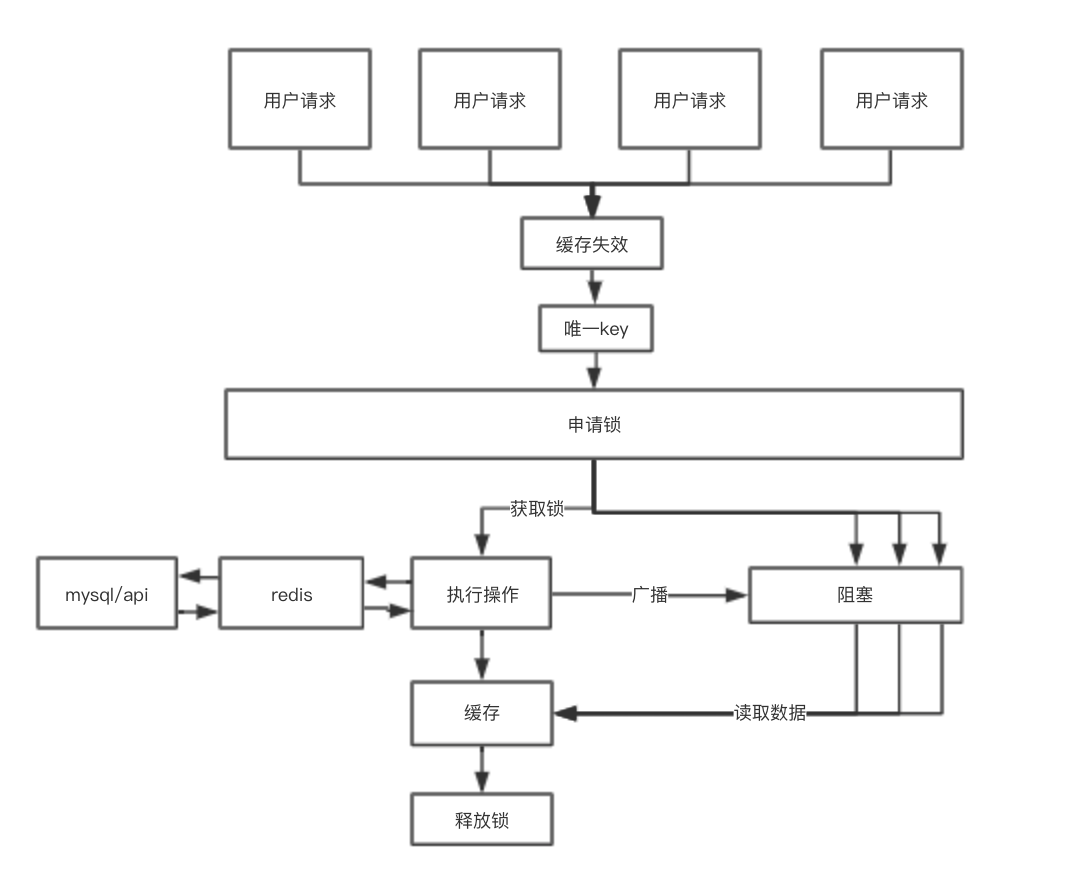 用户请求
用户请求
用户请求
用户请求
缓存失效
唯一key
申请锁
获取锁
mysql/api
redis
执行操作
广播
阻塞
缓存
读取数据
释放锁